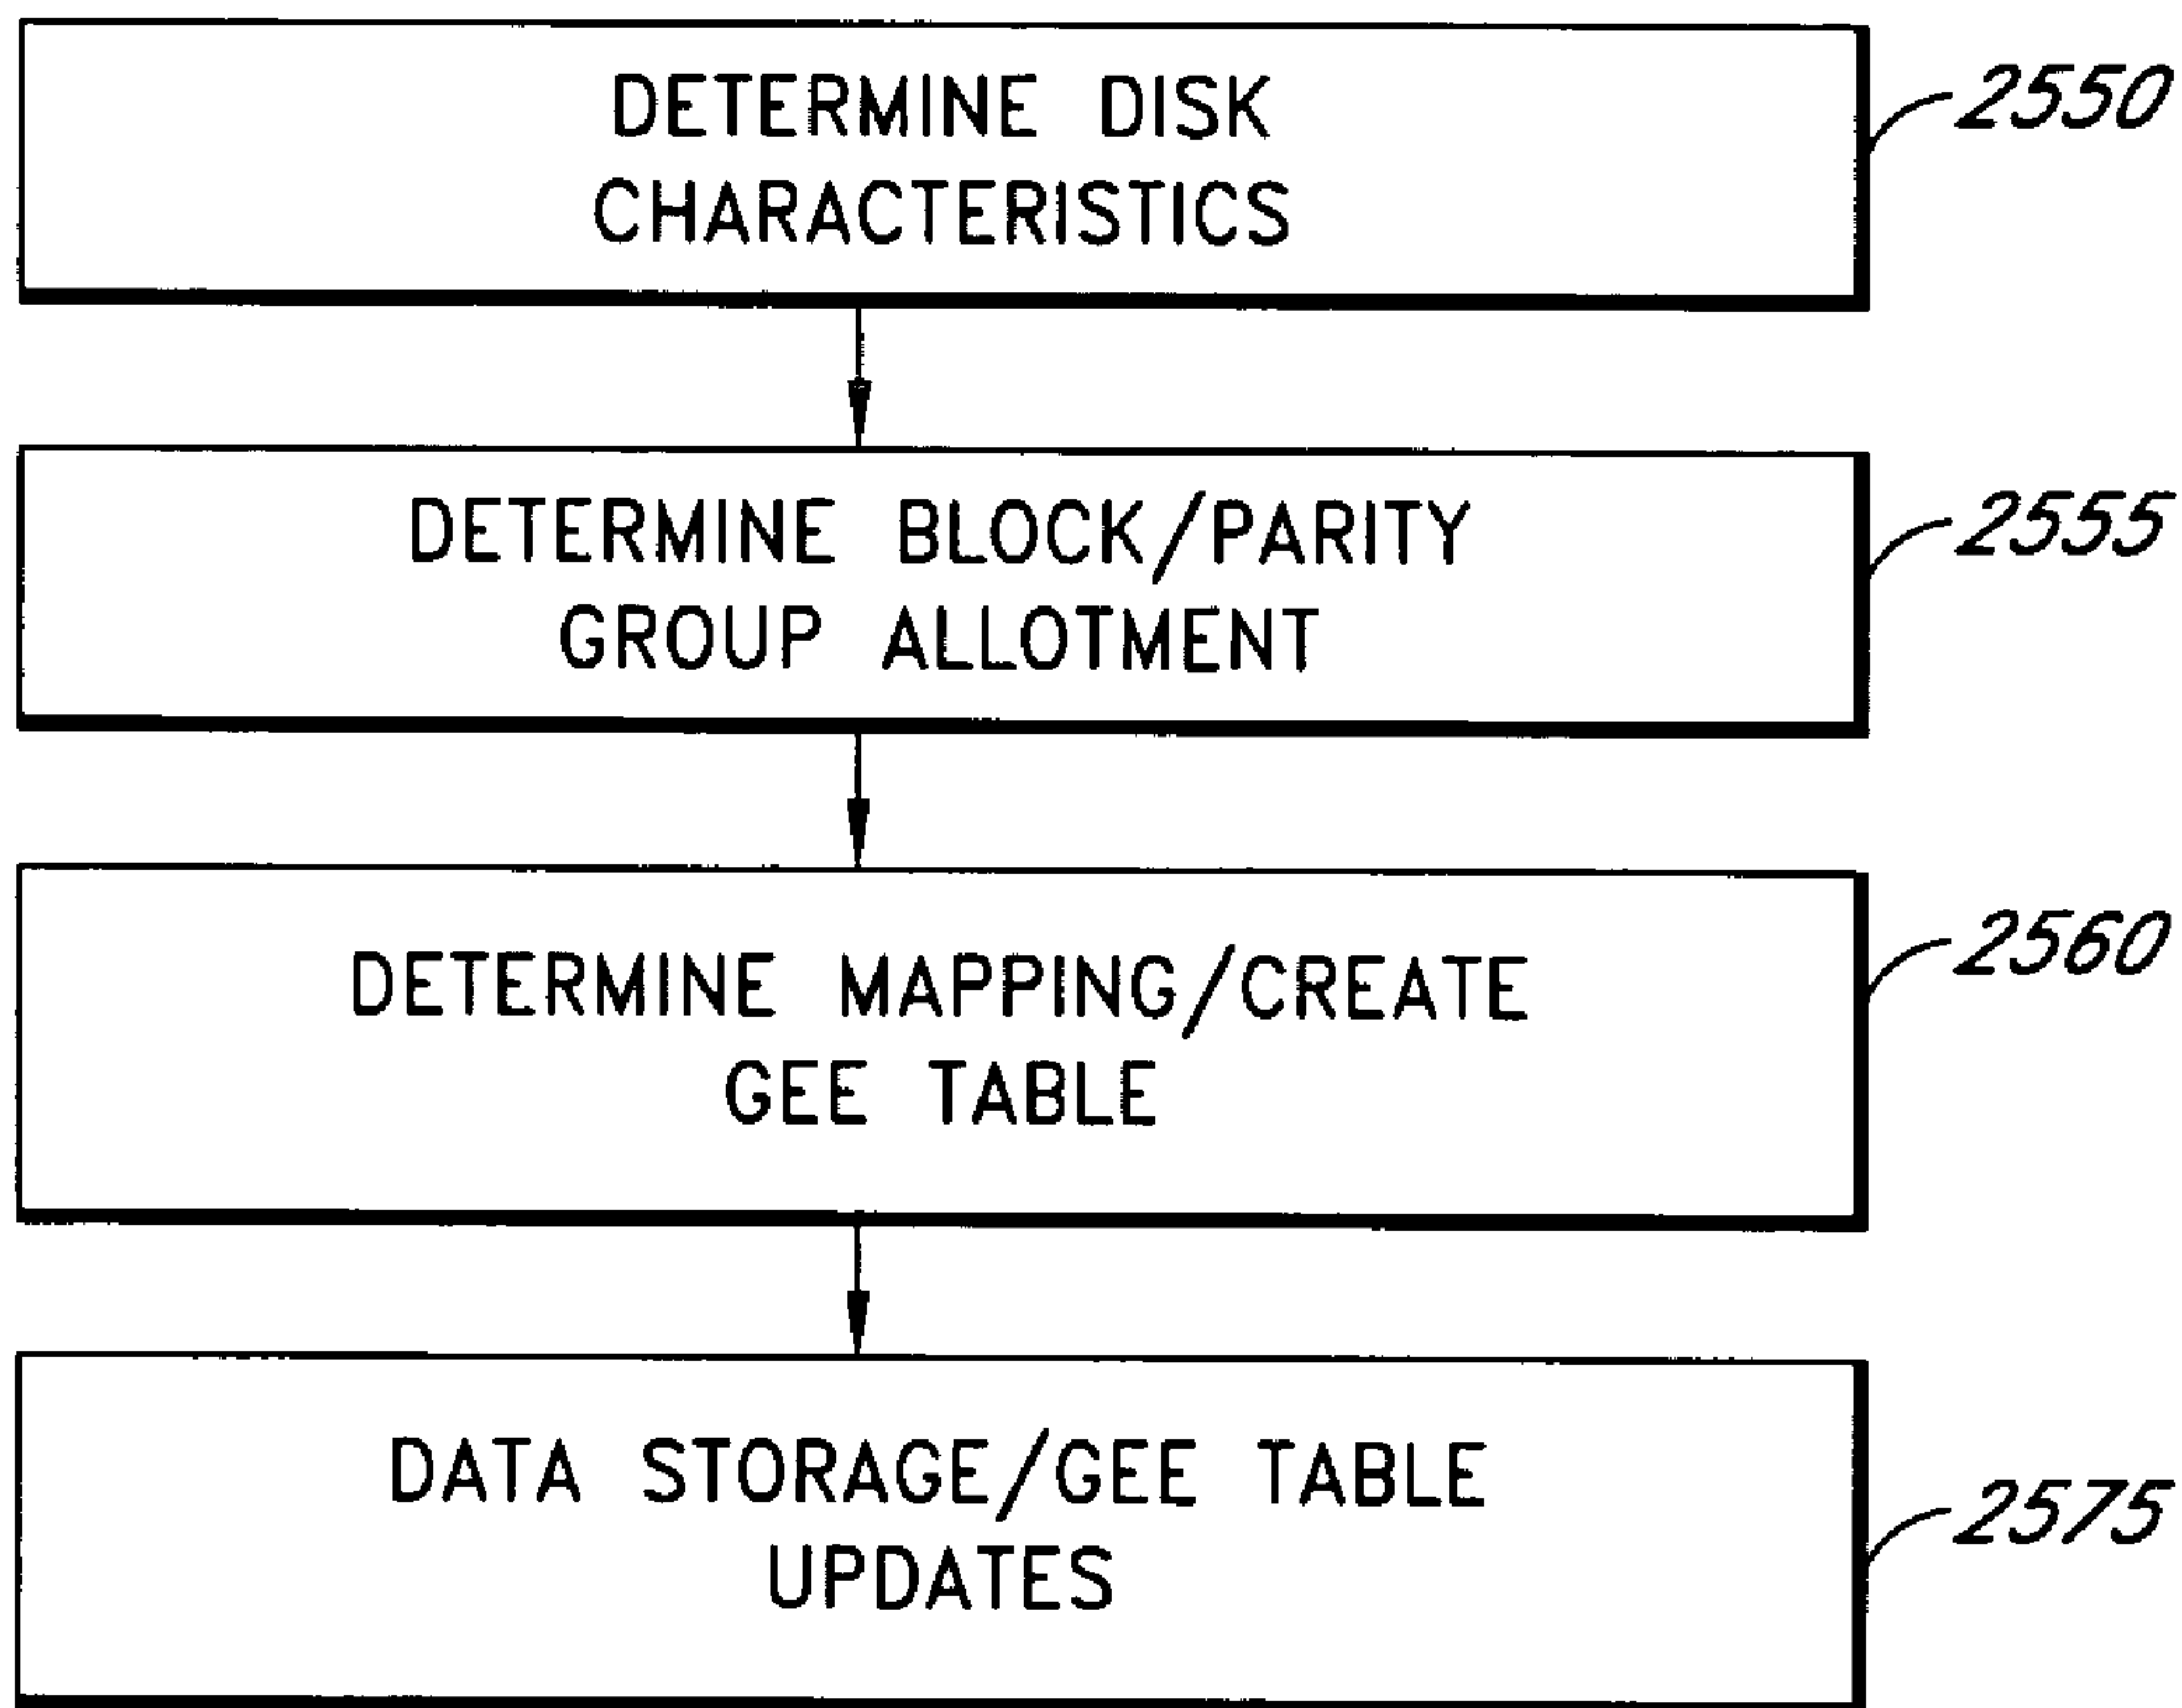 DETERMINE DISK
CHARACTERISTICS
2550
DETERMINE BLOCK/PARITY
GROUP ALLOTMENT
2555
DETERMINE MAPPING/CREATE
GEE TABLE
2560
DATA STORAGE/GEE TABLE
UPDATES
2575